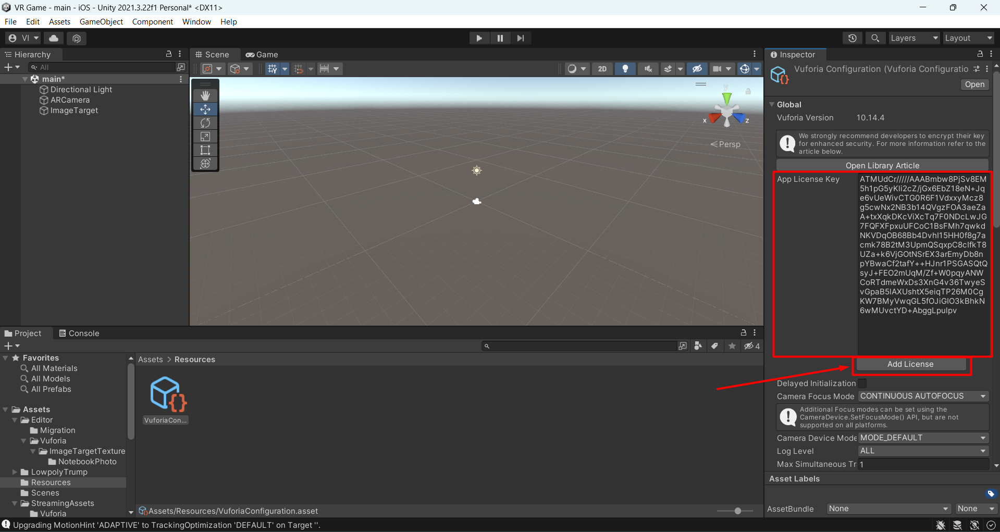 VR Game - main - iOS - Unity 2021.3.22f1 Personal* <DX11>
File Edit Assets GameObject Component Window Help
VI
Layers
Layout
Hierarchy
All
main*
Directional Light
ARCamera
ImageTarget
Scene
Game
2D
y
x
z
Persp
Inspector
Vuforia Configuration (Vuforia Configuratio
Open
Global
Vuforia Version 10.14.4
We strongly recommend developers to encrypt their key
for enhanced security. For more information refer to the
article below.
Open Library Article
App License Key
ATMUdCr/////AAABmbw8PjSv8EM
5h1pG5yKli2cZ/jGx6EbZ18eN+Jq
e6vUeWivCTG0R6F1VdxxyMcz8
g5cwNx2NB3b14QVgzFOA3aeZa
A+txXqkDKcViXcTq7F0NDcLwJG
7FQFXFpxuUFCoC1BsFMh7qwkd
NKVDqOB68Bb4DvhI15HH0f8g7a
cmk78B2tM3UpmQSqxpC8cIfkT8
UZa+k6VjGOtNSrEX3arEmyDb8n
pYBwaCf2tafY++HJnr1PSGASQtQ
syJ+FEO2mUqM/Zf+W0pqyANW
CoRTdmeWxDs3XnG4v36TwyeS
vGpaB5IAXUshtX5eiqTP26M0Cg
KW7BMyVwqGL5fOJiGIO3kBhkN
6wMUvctYD+AbggLpulpv
Add License
Delayed Initialization
Camera Focus Mode CONTINUOUS AUTOFOCUS
Additional Focus modes can be set using the
CameraDevice.SetFocusMode() API, but are not
supported on all platforms.
Camera Device Mode MODE_DEFAULT
Log Level ALL
Max Simultaneous Tr 1
Asset Labels
AssetBundle None None
Project
Console
4
Favorites
All Materials
All Models
All Prefabs
Assets
Editor
Migration
Vuforia
ImageTargetTexture
NotebookPhoto
LowpolyTrump
Resources
Scenes
StreamingAssets
Vuforia
Assets > Resources
VuforiaCon...
Assets/Resources/VuforiaConfiguration.asset
Upgrading MotionHint 'ADAPTIVE' to TrackingOptimization 'DEFAULT' on Target ''.